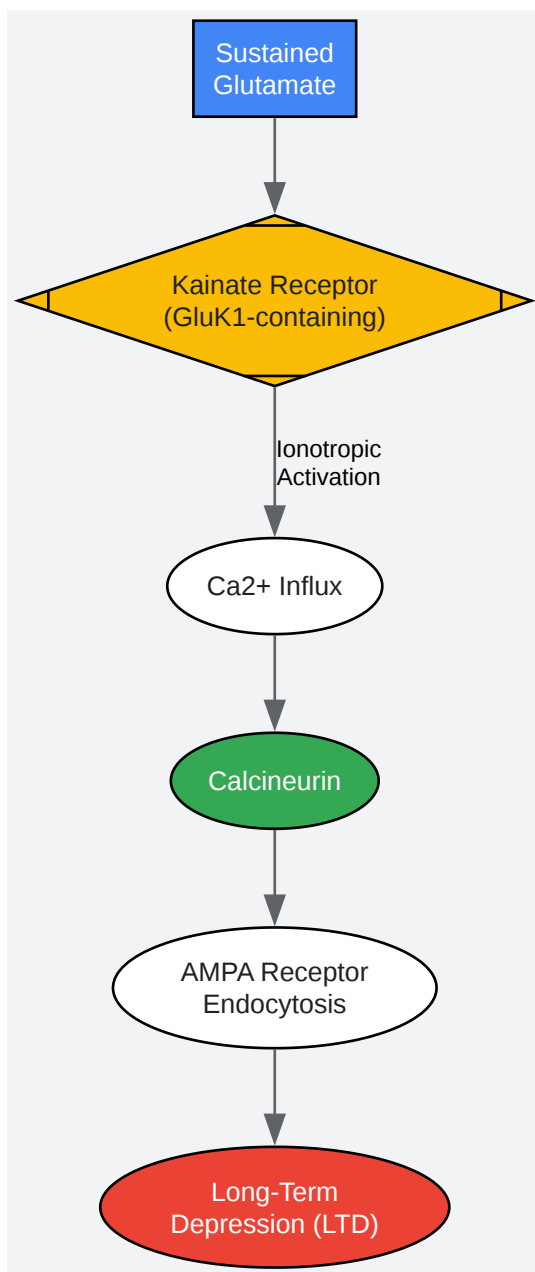 Sustained
Glutamate
Kainate Receptor
(GluK1-containing)
Ionotropic
Activation
Ca2+ Influx
Calcineurin
AMPA Receptor
Endocytosis
Long-Term
Depression (LTD)